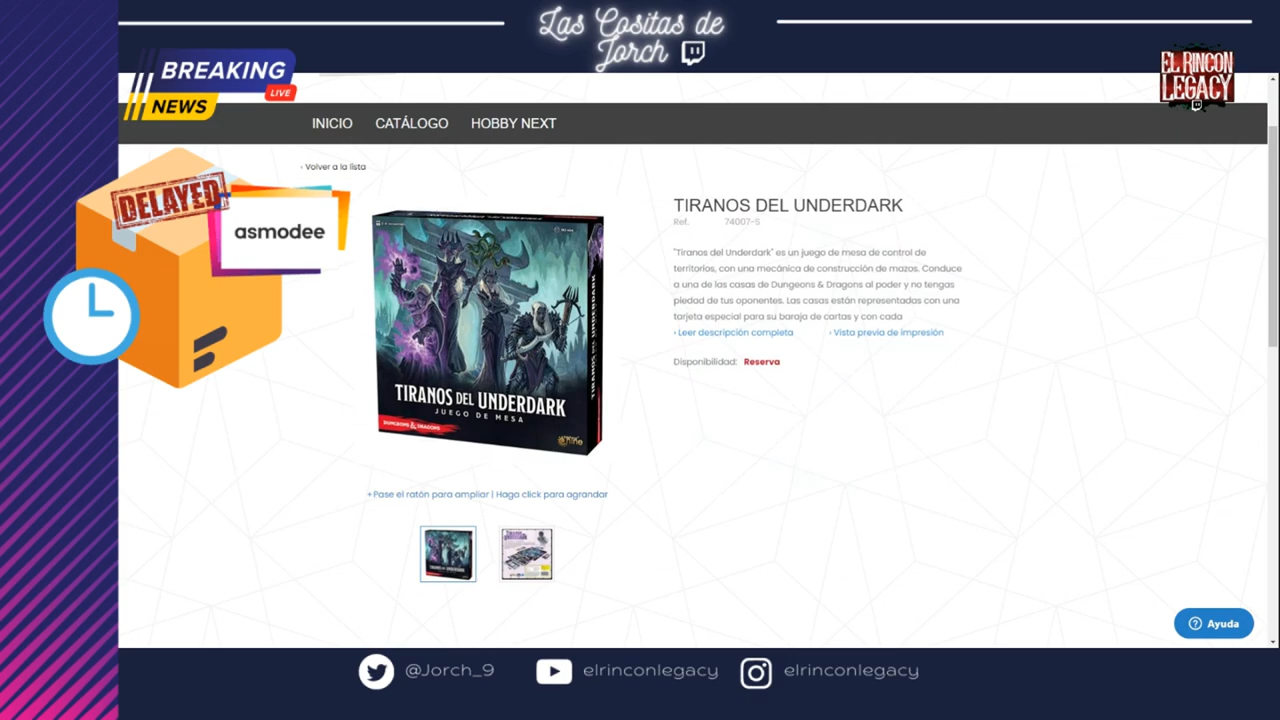 Las Cositas de
Jorch
BREAKING
LIVE
NEWS
EL RINCON
LEGACY
INICIO CATÁLOGO HOBBY NEXT
‹ Volver a la lista
DELAYED
asmodee
TIRANOS DEL UNDERDARK
Ref. 74007-S
"Tiranos del Underdark" es un juego de mesa de control de
territorios, con una mecánica de construcción de mazos. Conduce
a una de las casas de Dungeons & Dragons al poder y no tengas
piedad de tus oponentes. Las casas están representadas con una
tarjeta especial para su baraja de cartas y con cada
› Leer descripción completa › Vista previa de impresión
Disponibilidad: Reserva
TIRANOS DEL UNDERDARK
JUEGO DE MESA
DUNGEONS & DRAGONS
TIRANOS DEL UNDERDARK
+ Pase el ratón para ampliar | Haga click para agrandar
TIRANOS DEL UNDERDARK
Ayuda
@Jorch_9 elrinconlegacy elrinconlegacy